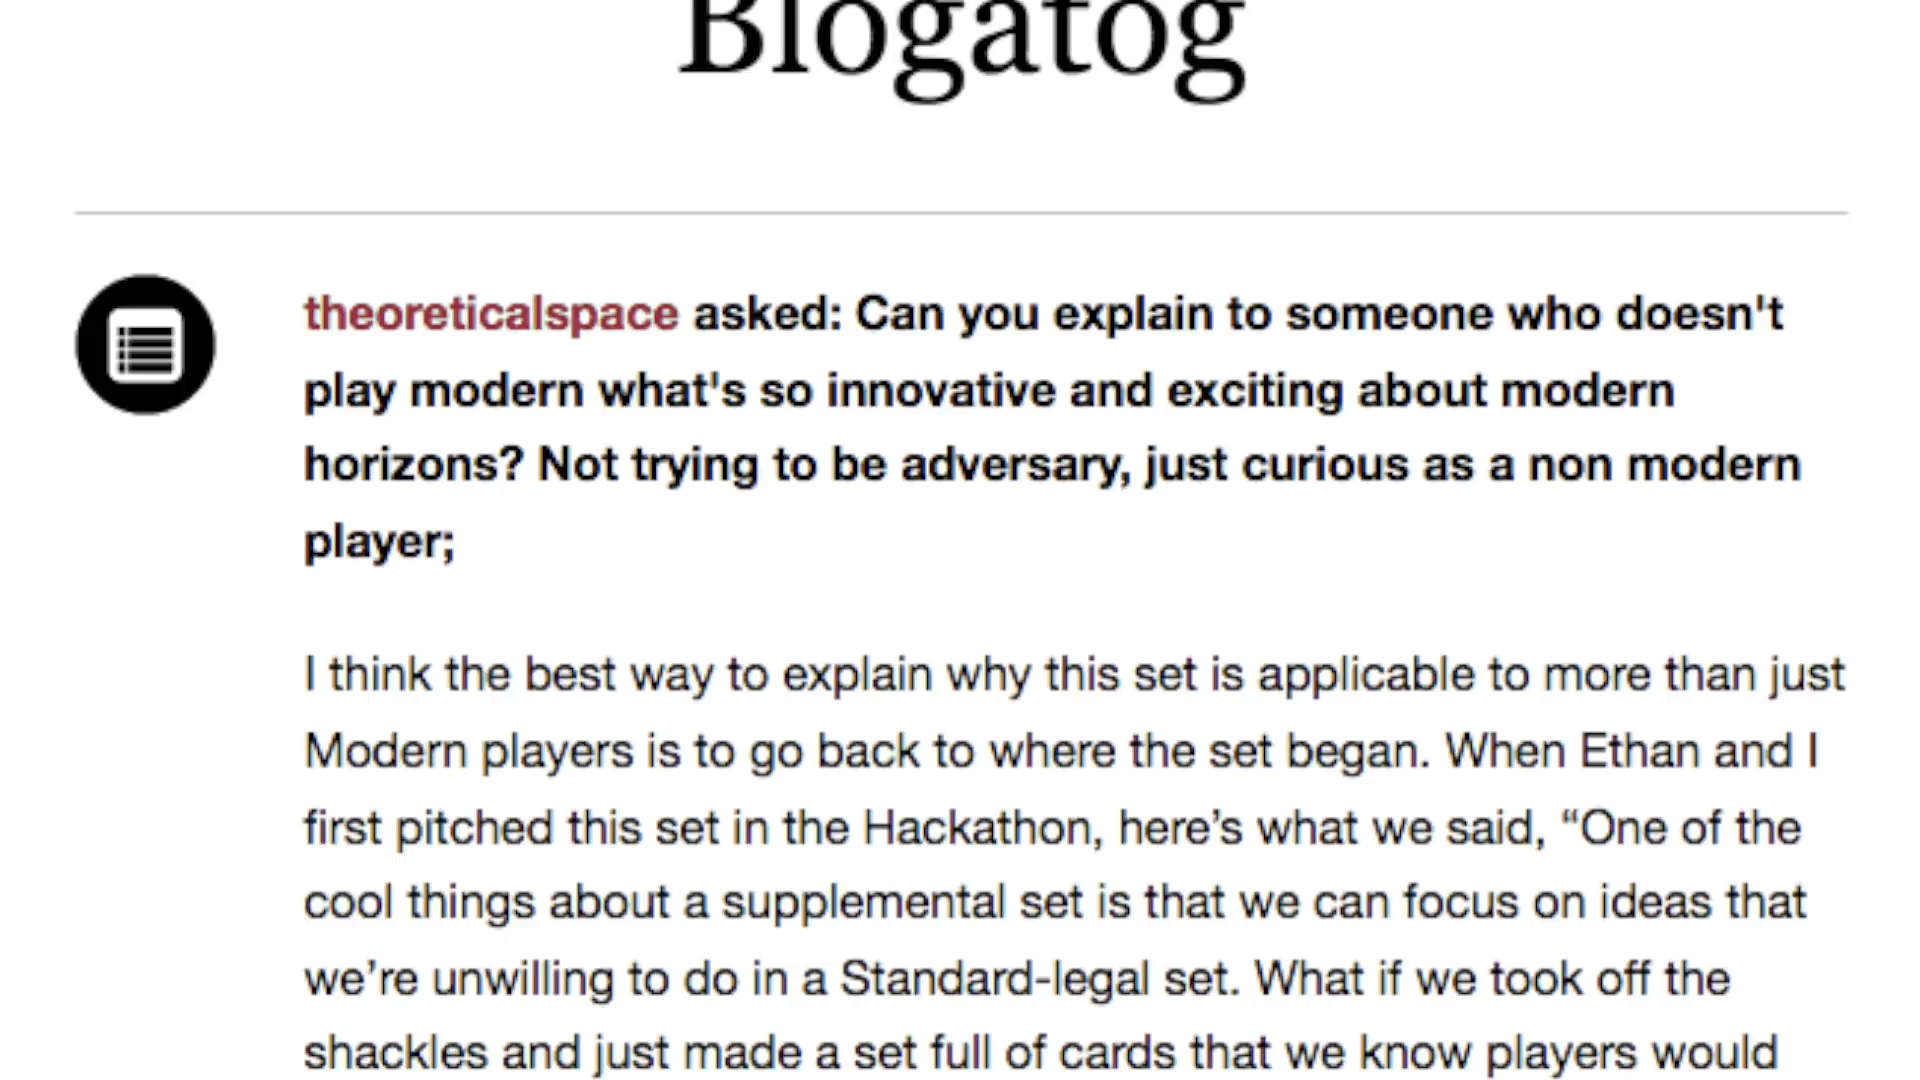 Blogatog
theoreticalspace asked: Can you explain to someone who doesn't
play modern what's so innovative and exciting about modern
horizons? Not trying to be adversary, just curious as a non modern
player;
I think the best way to explain why this set is applicable to more than just
Modern players is to go back to where the set began. When Ethan and I
first pitched this set in the Hackathon, here’s what we said, “One of the
cool things about a supplemental set is that we can focus on ideas that
we’re unwilling to do in a Standard-legal set. What if we took off the
shackles and just made a set full of cards that we know players would